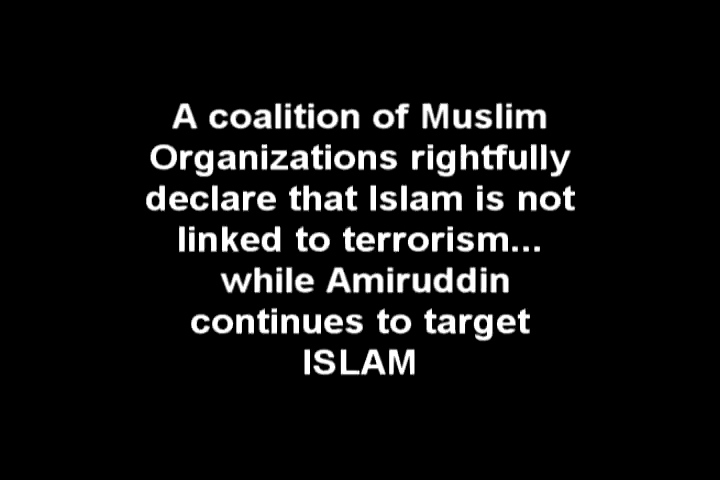 A coalition of Muslim
Organizations rightfully
declare that Islam is not
linked to terrorism...
while Amiruddin
continues to target
ISLAM